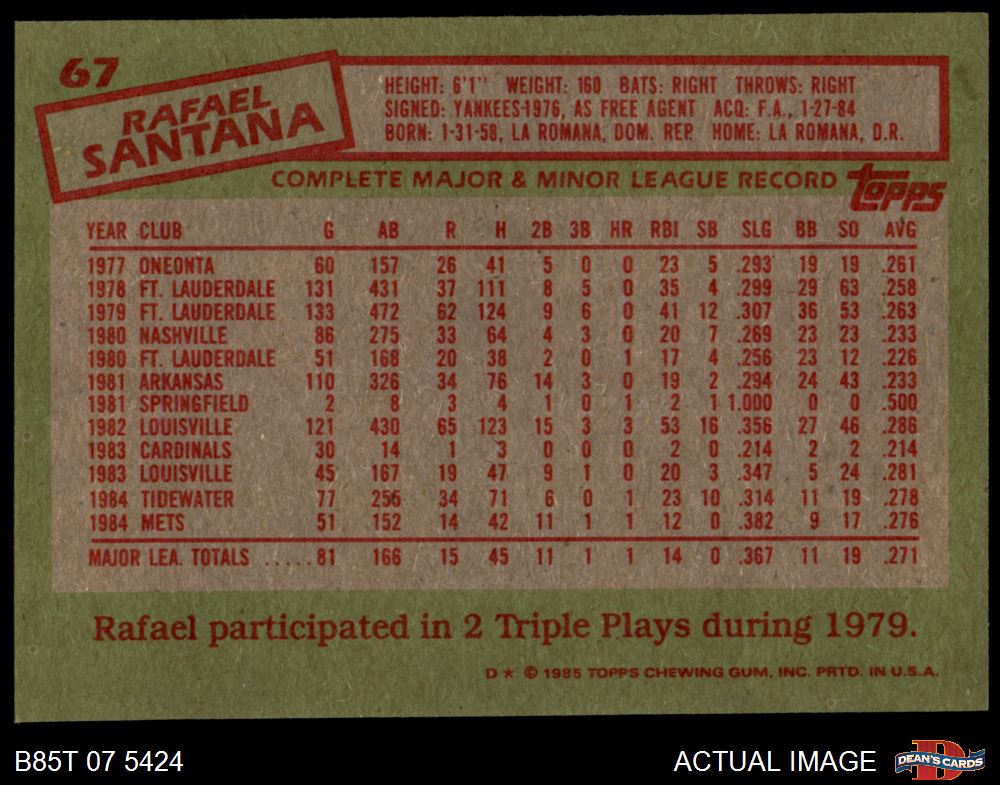 67
RAFAEL
SANTANA
HEIGHT: 6'1" WEIGHT: 160 BATS: RIGHT THROWS: RIGHT
SIGNED: YANKEES-1976, AS FREE AGENT ACQ: F.A., 1-27-84
BORN: 1-31-58, LA ROMANA, DOM. REP. HOME: LA ROMANA, D.R.
COMPLETE MAJOR & MINOR LEAGUE RECORD topps
YEAR CLUB G AB R H 2B 3B HR RBI SB SLG BB SO AVG
1977 ONEONTA 60 157 26 41 5 0 0 23 5 .293 19 19 .261
1978 FT. LAUDERDALE 131 431 37 111 8 5 0 35 4 .299 29 63 .258
1979 FT. LAUDERDALE 133 472 62 124 9 6 0 41 12 .307 36 53 .263
1980 NASHVILLE 86 275 33 64 4 3 0 20 7 .269 23 23 .233
1980 FT. LAUDERDALE 51 168 20 38 2 0 1 17 4 .256 23 12 .226
1981 ARKANSAS 110 326 34 76 14 3 0 19 2 .294 24 43 .233
1981 SPRINGFIELD 2 8 3 4 1 0 1 2 1 1.000 0 0 .500
1982 LOUISVILLE 121 430 65 123 15 3 3 53 16 .356 27 46 .286
1983 CARDINALS 30 14 1 3 0 0 0 2 0 .214 2 2 .214
1983 LOUISVILLE 45 167 19 47 9 1 0 20 3 .347 5 24 .281
1984 TIDEWATER 77 256 34 71 6 0 1 23 10 .314 11 19 .278
1984 METS 51 152 14 42 11 1 1 12 0 .382 9 17 .276
MAJOR LEA. TOTALS .....81 166 15 45 11 1 1 14 0 .367 11 19 .271
Rafael participated in 2 Triple Plays during 1979.
D★ © 1985 TOPPS CHEWING GUM, INC. PRTD. IN U.S.A.
B85T 07 5424 ACTUAL IMAGE D DEAN'S CARDS